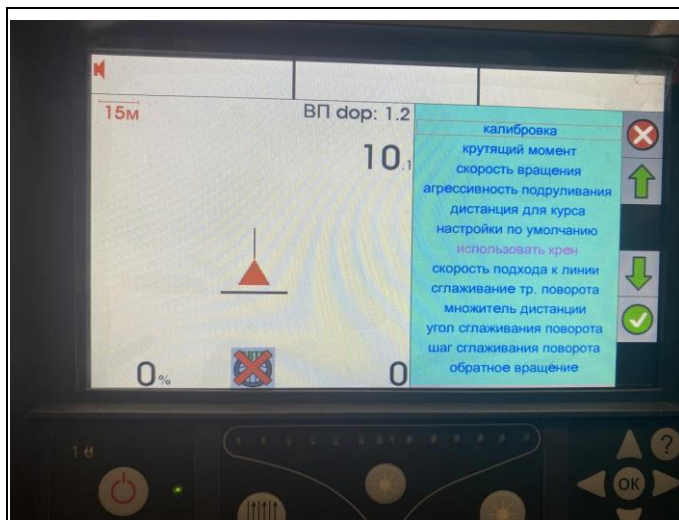 15м
ВП dop: 1.2
10.1
калибровка
крутящий момент
скорость вращения
агрессивность подруливания
дистанция для курса
настройки по умолчанию
использовать крен
скорость подхода к линии
сглаживание тр. поворота
множитель дистанции
угол сглаживания поворота
шаг сглаживания поворота
обратное вращение
0%
0
1
?
OK